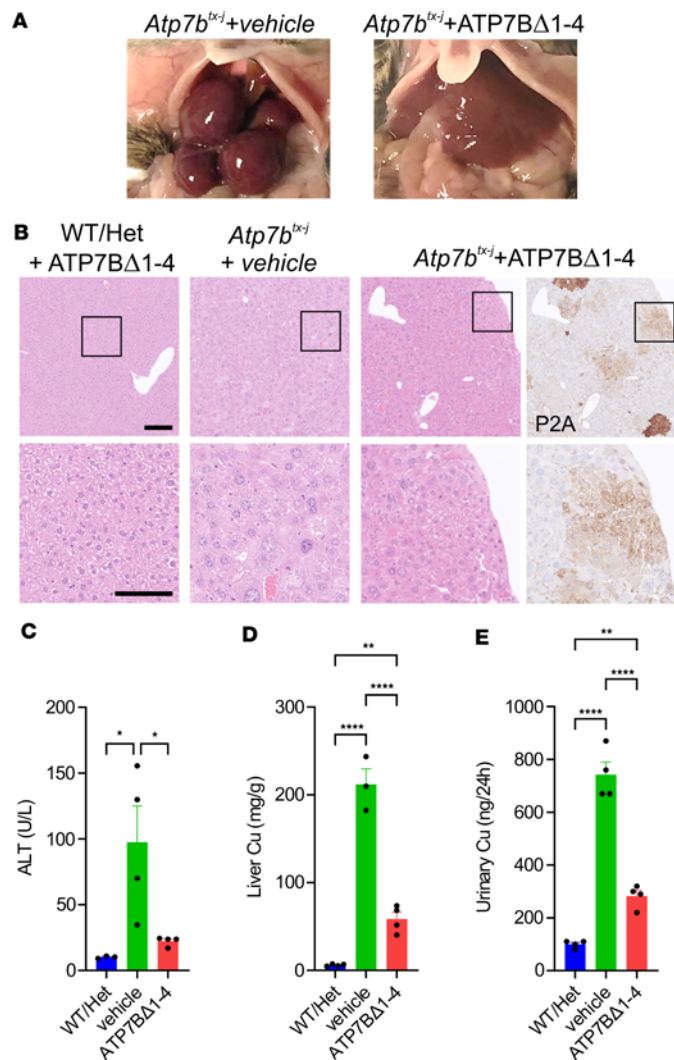 A
Atp7b^tx-j+vehicle
Atp7b^tx-j+ATP7BΔ1-4
B
WT/Het
+ ATP7BΔ1-4
Atp7b^tx-j
+ vehicle
Atp7b^tx-j+ATP7BΔ1-4
P2A
C
ALT (U/L)
200
150
100
50
0
*
*
WT/Het
vehicle
ATP7BΔ1-4
D
Liver Cu (mg/g)
300
200
100
0
**
****
****
WT/Het
vehicle
ATP7BΔ1-4
E
Urinary Cu (ng/24h)
1000
800
600
400
200
0
**
****
****
WT/Het
vehicle
ATP7BΔ1-4